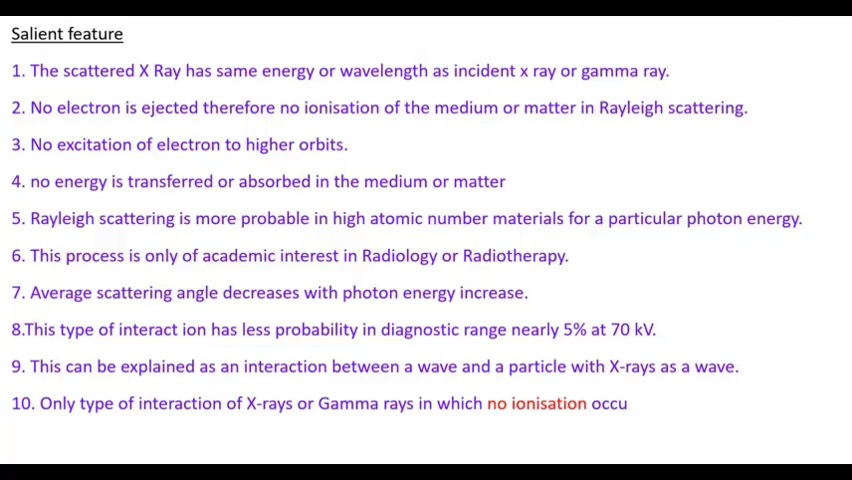 Salient feature
1. The scattered X Ray has same energy or wavelength as incident x ray or gamma ray.
2. No electron is ejected therefore no ionisation of the medium or matter in Rayleigh scattering.
3. No excitation of electron to higher orbits.
4. no energy is transferred or absorbed in the medium or matter
5. Rayleigh scattering is more probable in high atomic number materials for a particular photon energy.
6. This process is only of academic interest in Radiology or Radiotherapy.
7. Average scattering angle decreases with photon energy increase.
8.This type of interact ion has less probability in diagnostic range nearly 5% at 70 kV.
9. This can be explained as an interaction between a wave and a particle with X-rays as a wave.
10. Only type of interaction of X-rays or Gamma rays in which no ionisation occu